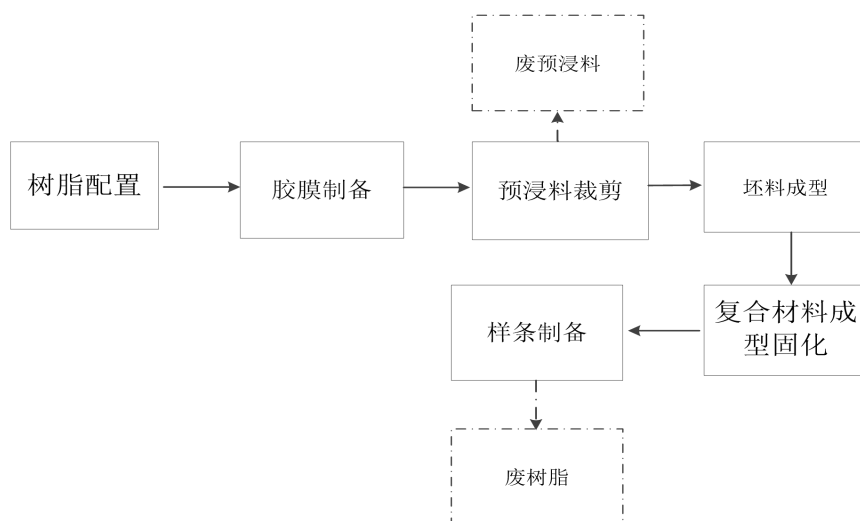 废预浸料
树脂配置
胶膜制备
预浸料裁剪
坯料成型
样条制备
复合材料成
型固化
废树脂